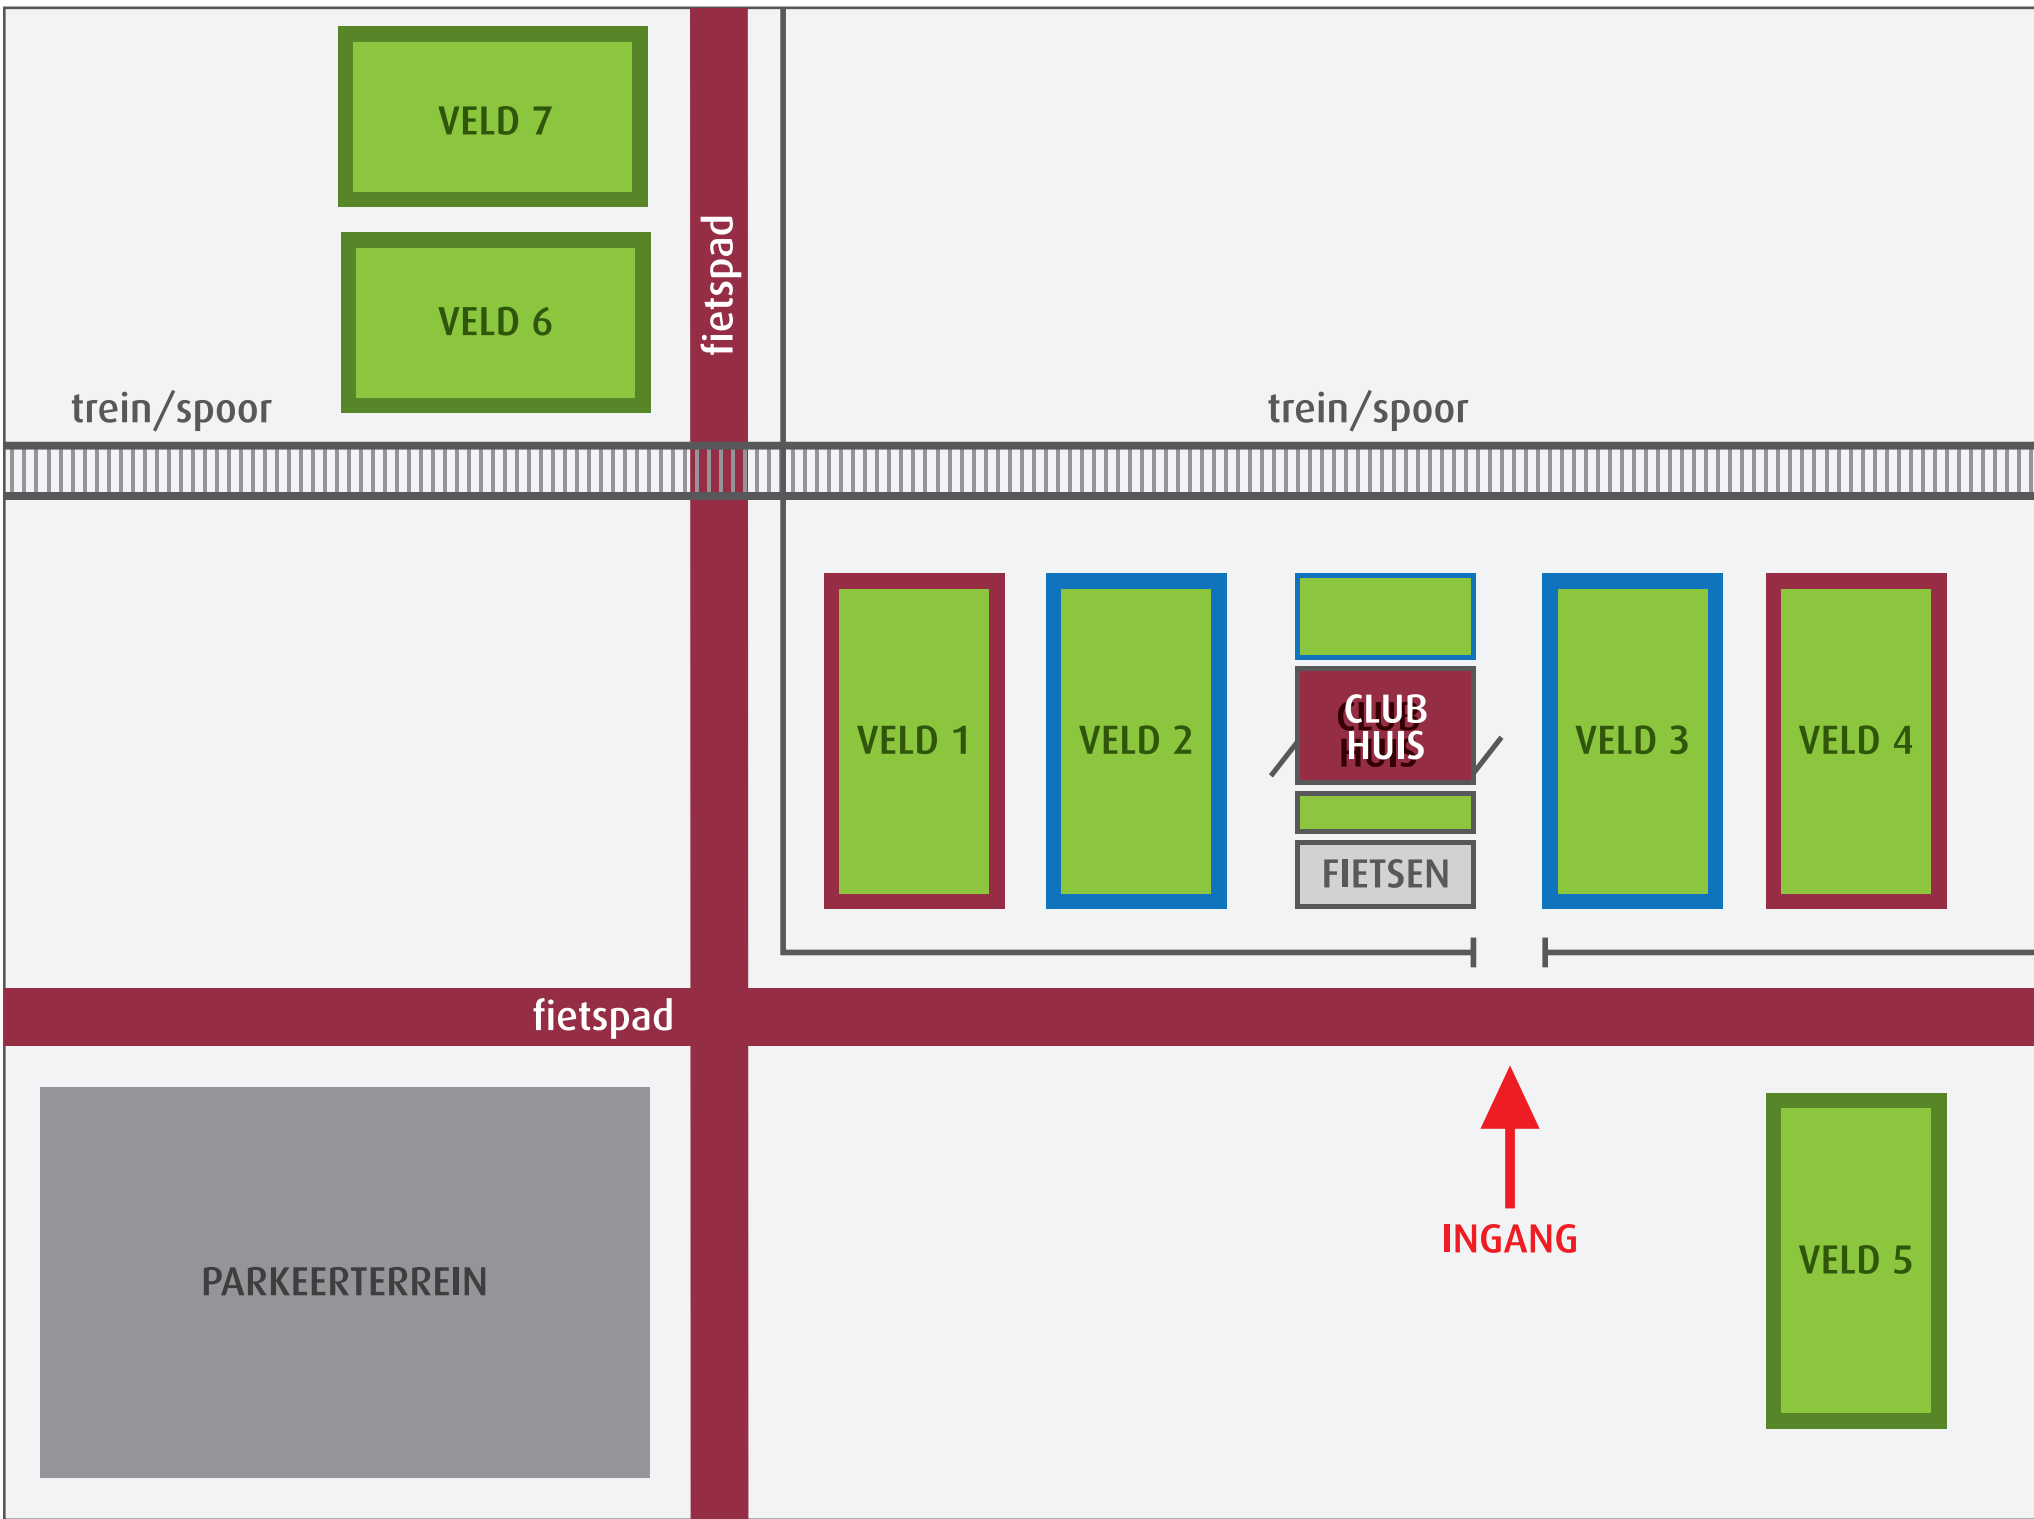 VELD 7
fietspad
VELD 6
trein/spoor
trein/spoor
VELD 1
VELD 2
CLUB
HUIS
VELD 3
VELD 4
FIETSEN
fietspad
INGANG
VELD 5
PARKEERTERREIN